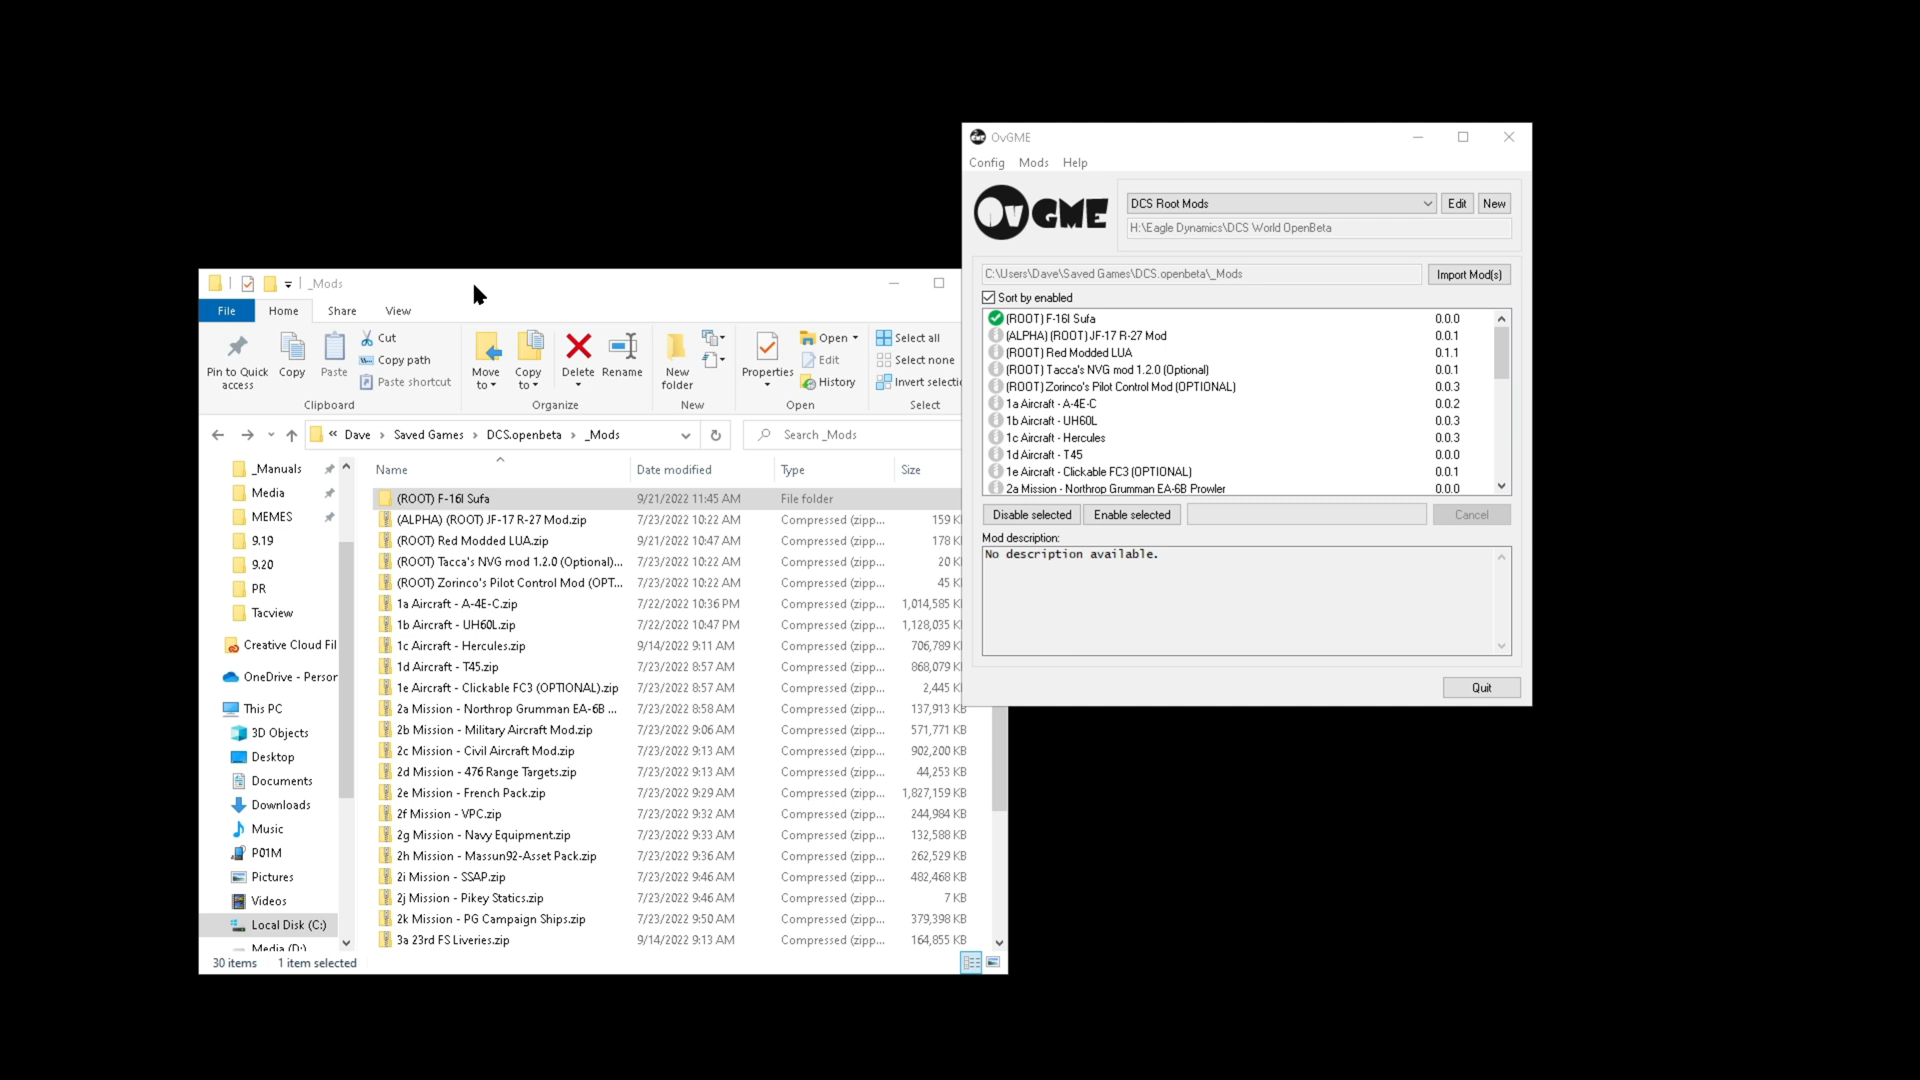 _Mods
File Home Share View
Pin to Quick access
Copy
Paste
Cut
Copy path
Paste shortcut
Clipboard
Move to
Copy to
Delete
Rename
Organize
New folder
New
Properties
Open
Edit
History
Open
Select all
Select none
Invert selecti
Select
« Dave > Saved Games > DCS.openbeta > _Mods
Search _Mods
_Manuals
Media
MEMES
9.19
9.20
PR
Tacview
Creative Cloud Fil
OneDrive - Person
This PC
3D Objects
Desktop
Documents
Downloads
Music
P01M
Pictures
Videos
Local Disk (C:)
Media (D:)
Name Date modified Type Size
(ROOT) F-16I Sufa 9/21/2022 11:45 AM File folder
(ALPHA) (ROOT) JF-17 R-27 Mod.zip 7/23/2022 10:22 AM Compressed (zipp... 159 K
(ROOT) Red Modded LUA.zip 9/21/2022 10:47 AM Compressed (zipp... 178 K
(ROOT) Tacca's NVG mod 1.2.0 (Optional)... 7/23/2022 10:22 AM Compressed (zipp... 20 K
(ROOT) Zorinco's Pilot Control Mod (OPT... 7/23/2022 10:22 AM Compressed (zipp... 45 K
1a Aircraft - A-4E-C.zip 7/22/2022 10:36 PM Compressed (zipp... 1,014,585 K
1b Aircraft - UH60L.zip 7/22/2022 10:47 PM Compressed (zipp... 1,128,035 K
1c Aircraft - Hercules.zip 9/14/2022 9:11 AM Compressed (zipp... 706,789 K
1d Aircraft - T45.zip 7/23/2022 8:57 AM Compressed (zipp... 868,079 K
1e Aircraft - Clickable FC3 (OPTIONAL).zip 7/23/2022 8:57 AM Compressed (zipp... 2,445 K
2a Mission - Northrop Grumman EA-6B ... 7/23/2022 8:58 AM Compressed (zipp... 137,913 KB
2b Mission - Military Aircraft Mod.zip 7/23/2022 9:06 AM Compressed (zipp... 571,771 KB
2c Mission - Civil Aircraft Mod.zip 7/23/2022 9:13 AM Compressed (zipp... 902,200 KB
2d Mission - 476 Range Targets.zip 7/23/2022 9:13 AM Compressed (zipp... 44,253 KB
2e Mission - French Pack.zip 7/23/2022 9:29 AM Compressed (zipp... 1,827,159 KB
2f Mission - VPC.zip 7/23/2022 9:32 AM Compressed (zipp... 244,984 KB
2g Mission - Navy Equipment.zip 7/23/2022 9:33 AM Compressed (zipp... 132,588 KB
2h Mission - Massun92-Asset Pack.zip 7/23/2022 9:36 AM Compressed (zipp... 262,529 KB
2i Mission - SSAP.zip 7/23/2022 9:46 AM Compressed (zipp... 482,468 KB
2j Mission - Pikey Statics.zip 7/23/2022 9:46 AM Compressed (zipp... 7 KB
2k Mission - PG Campaign Ships.zip 7/23/2022 9:50 AM Compressed (zipp... 379,398 KB
3a 23rd FS Liveries.zip 9/14/2022 9:13 AM Compressed (zipp... 164,855 KB
30 items 1 item selected
OvGME
Config Mods Help
OvGME
DCS Root Mods
Edit New
H:\Eagle Dynamics\DCS World OpenBeta
C:\Users\Dave\Saved Games\DCS.openbeta\_Mods
Import Mod(s)
Sort by enabled
(ROOT) F-16I Sufa 0.0.0
(ALPHA) (ROOT) JF-17 R-27 Mod 0.0.1
(ROOT) Red Modded LUA 0.1.1
(ROOT) Tacca's NVG mod 1.2.0 (Optional) 0.0.1
(ROOT) Zorinco's Pilot Control Mod (OPTIONAL) 0.0.3
1a Aircraft - A-4E-C 0.0.2
1b Aircraft - UH60L 0.0.3
1c Aircraft - Hercules 0.0.3
1d Aircraft - T45 0.0.0
1e Aircraft - Clickable FC3 (OPTIONAL) 0.0.1
2a Mission - Northrop Grumman EA-6B Prowler 0.0.0
Disable selected
Enable selected
Cancel
Mod description:
No description available.
Quit